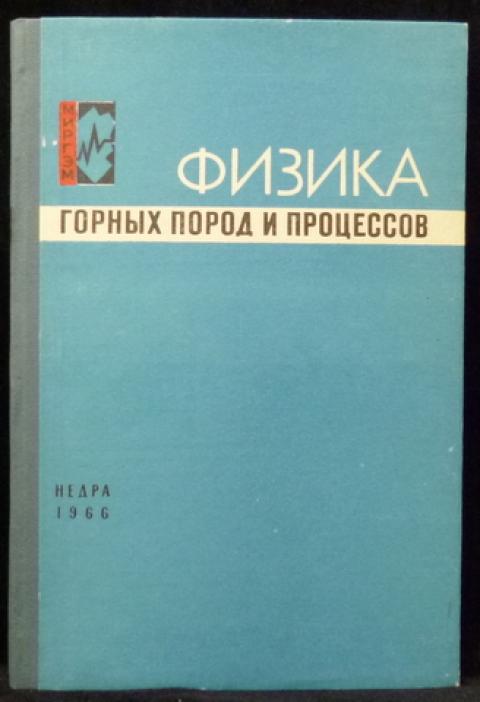 МИРГЭМ
ФИЗИКА
ГОРНЫХ ПОРОД И ПРОЦЕССОВ
НЕДРА
1966